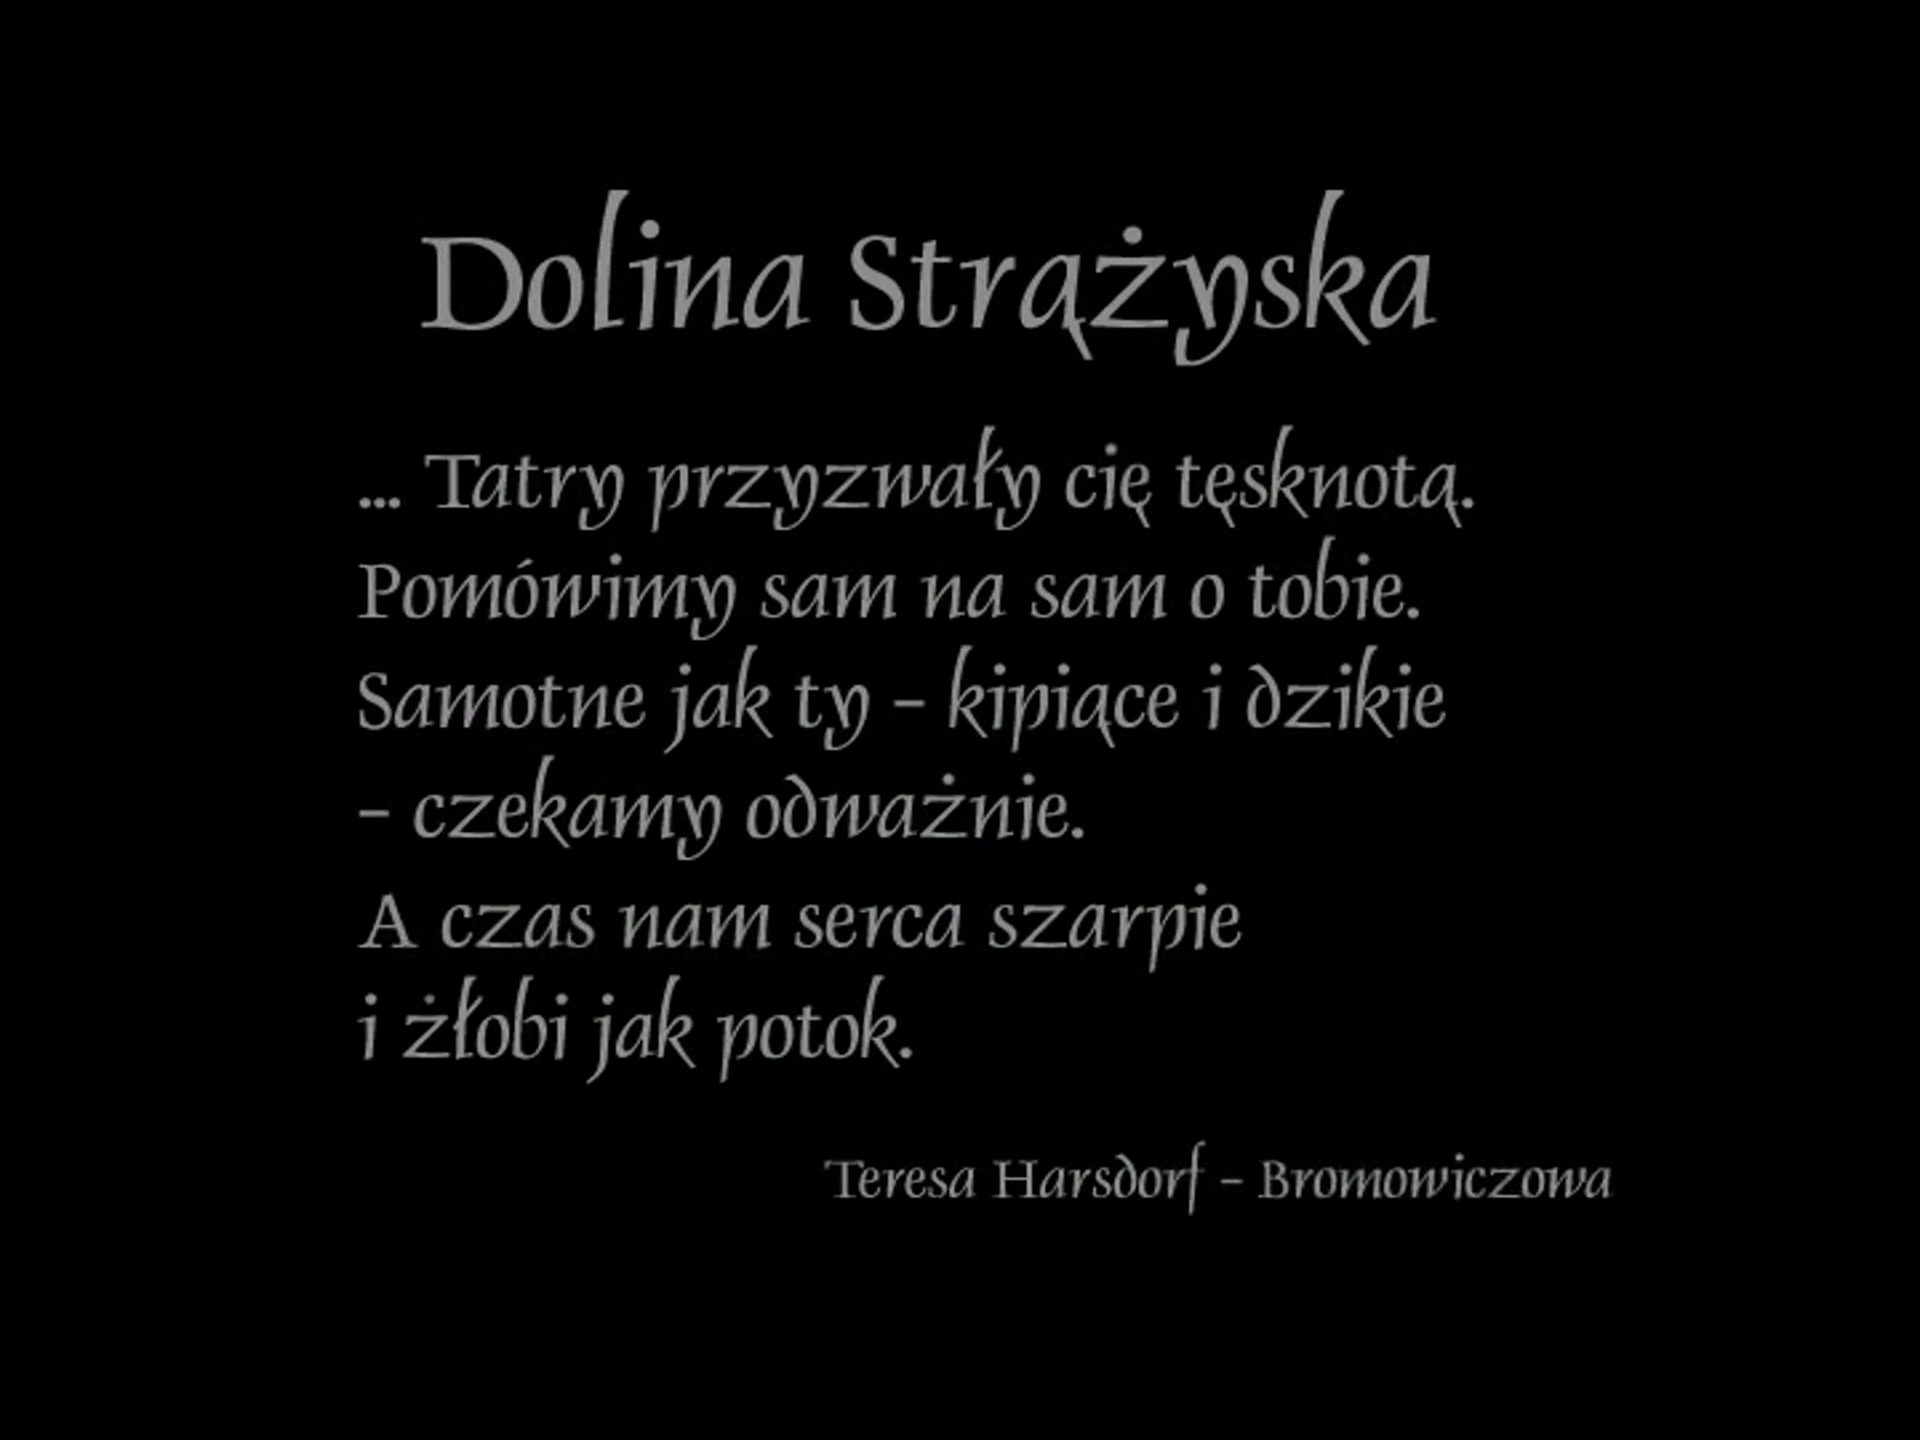 Dolina Strążyska
... Tatry przyzwały cię tęsknotą.
Pomówimy sam na sam o tobie.
Samotne jak ty – kipiące i dzikie
– czekamy odważnie.
A czas nam serca szarpie
i żłobi jak potok.
Teresa Harsdorf – Bromowiczowa